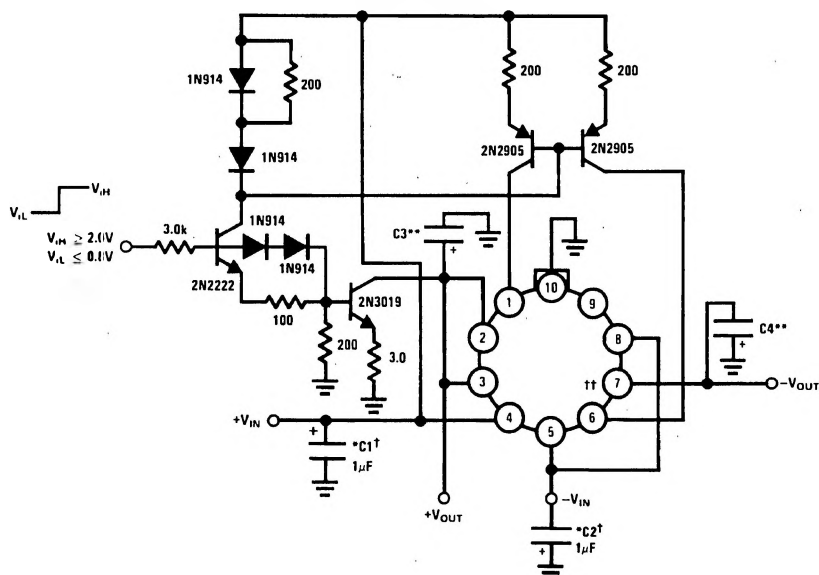 1N914
200
1N914
200
200
2N2905
2N2905
V_iH
V_iL
V_iH ≥ 2.0V
V_iL ≤ 0.8V
3.0k
1N914
1N914
2N2222
100
200
2N3019
3.0
C3**
+
10
1
9
2
8
3
7
††
4
6
5
C4**
+
-V_OUT
+V_IN
+
*C1†
1µF
+V_OUT
-V_IN
*C2†
1µF
+